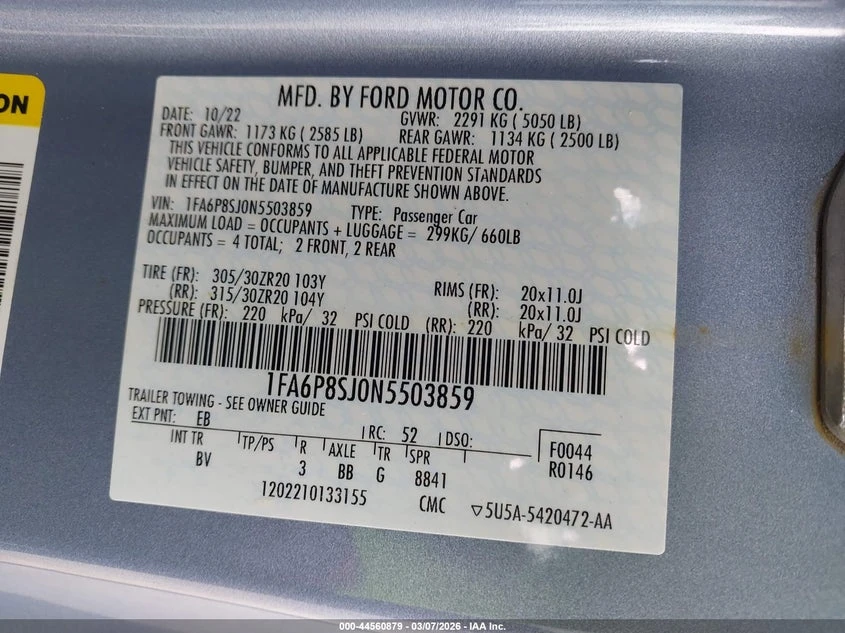 ON
MFD. BY FORD MOTOR CO.
DATE: 10/22 GVWR: 2291 KG ( 5050 LB)
FRONT GAWR: 1173 KG ( 2585 LB) REAR GAWR: 1134 KG ( 2500 LB)
THIS VEHICLE CONFORMS TO ALL APPLICABLE FEDERAL MOTOR
VEHICLE SAFETY, BUMPER, AND THEFT PREVENTION STANDARDS
IN EFFECT ON THE DATE OF MANUFACTURE SHOWN ABOVE.
VIN: 1FA6P8SJ0N5503859 TYPE: Passenger Car
MAXIMUM LOAD = OCCUPANTS + LUGGAGE = 299KG/ 660LB
OCCUPANTS = 4 TOTAL; 2 FRONT, 2 REAR
TIRE (FR): 305/30ZR20 103Y RIMS (FR): 20x11.0J
(RR): 315/30ZR20 104Y (RR): 20x11.0J
PRESSURE (FR): 220 kPa/ 32 PSI COLD (RR): 220 kPa/ 32 PSI COLD
1FA6P8SJ0N5503859
TRAILER TOWING - SEE OWNER GUIDE
EXT PNT: EB RC: 52 DSO: F0044
INT TR TP/PS R AXLE TR SPR R0146
BV 3 BB G 8841
1202210133155 CMC ▽5U5A-5420472-AA
000-44560879 - 03/07/2026 - IAA Inc.